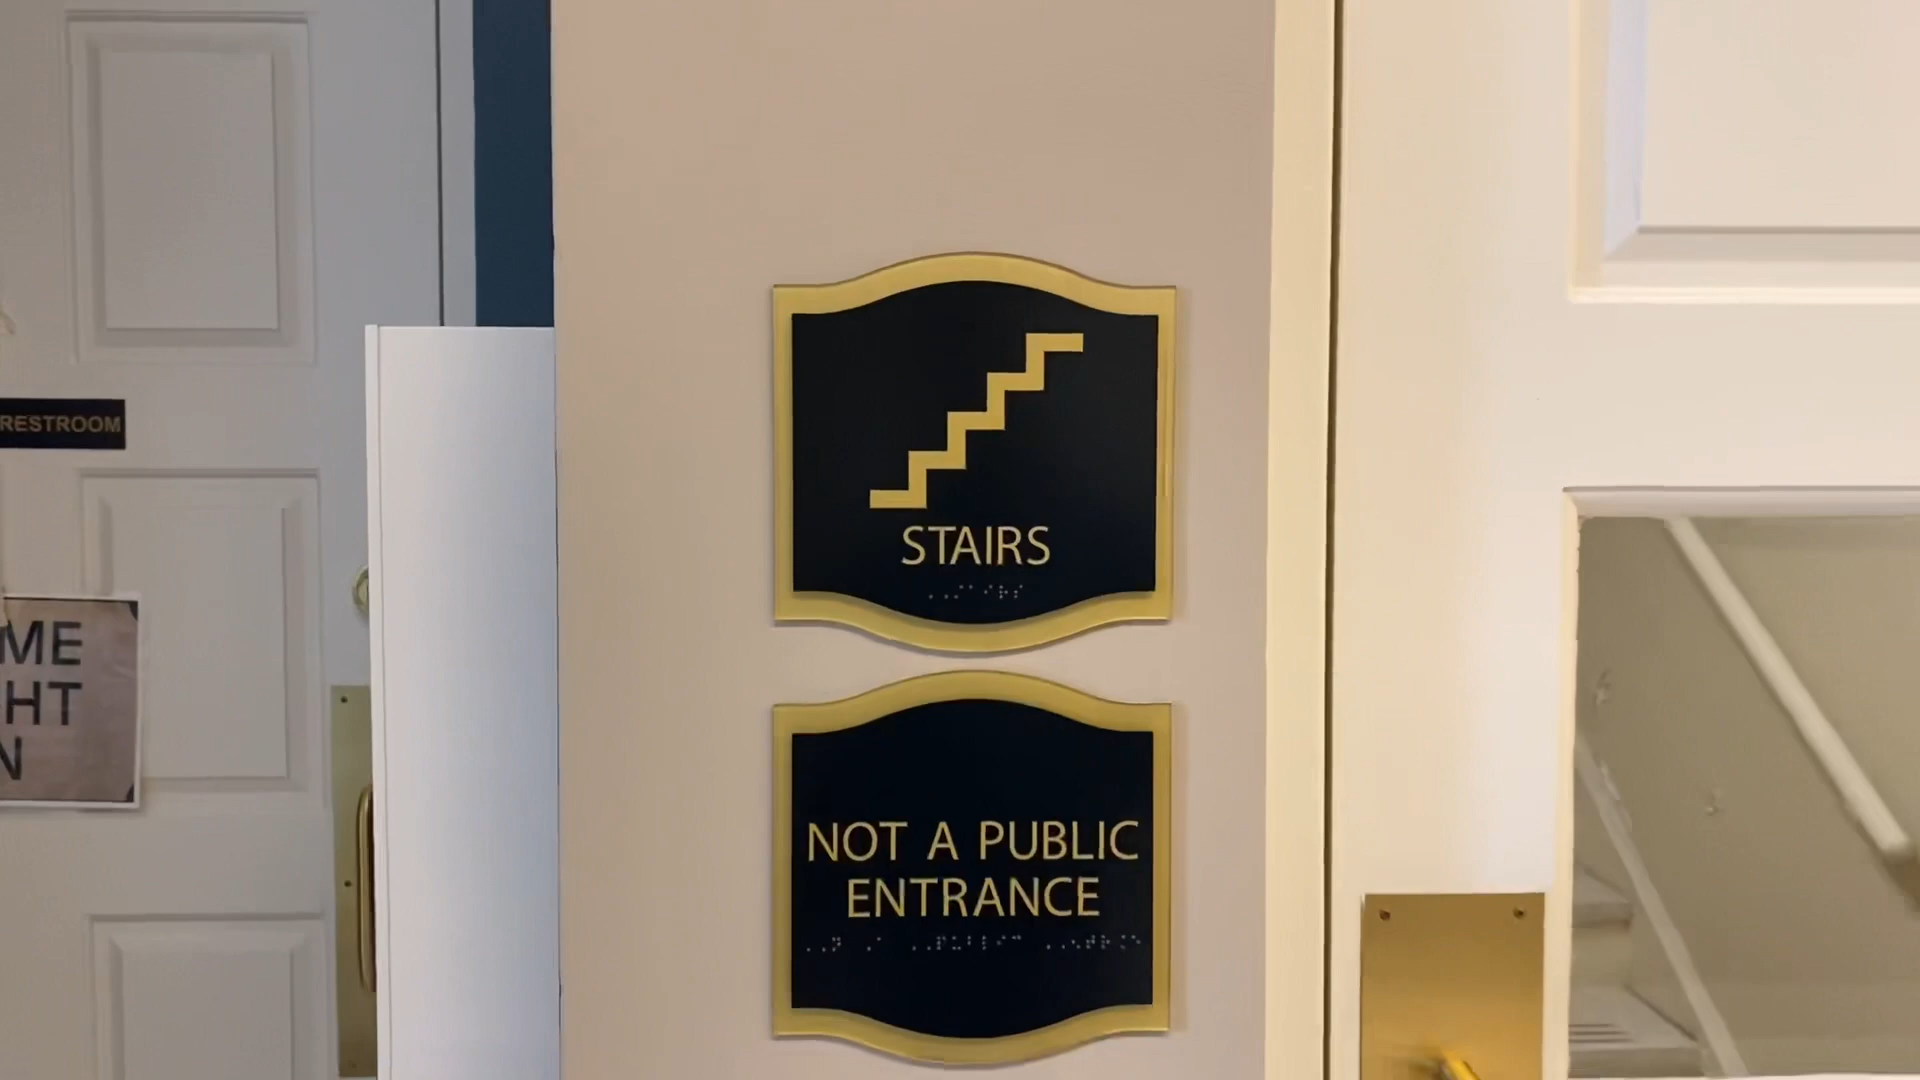 RESTROOM
ME
HT
N
STAIRS
NOT A PUBLIC
ENTRANCE